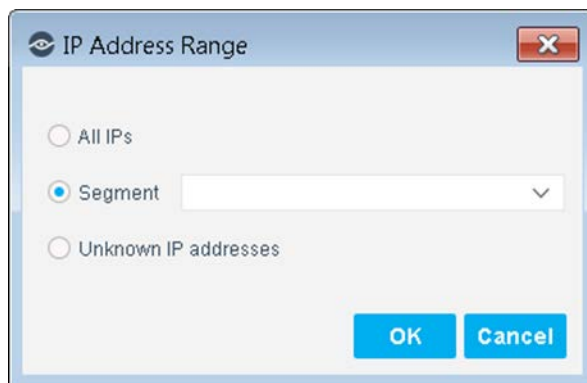 IP Address Range
All IPs
Segment
Unknown IP addresses
OK Cancel